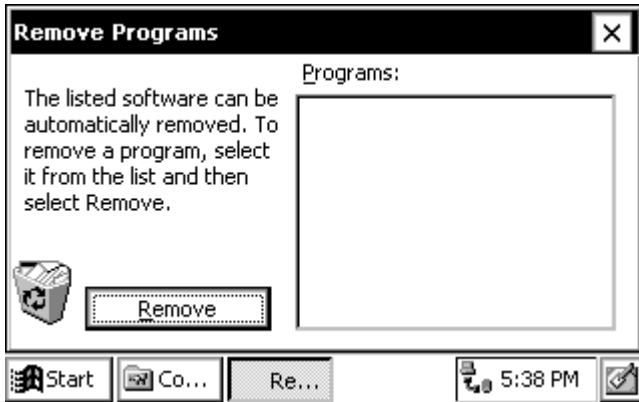 Remove Programs
Programs:
The listed software can be
automatically removed. To
remove a program, select
it from the list and then
select Remove.
Remove
Start
Co...
Re...
5:38 PM